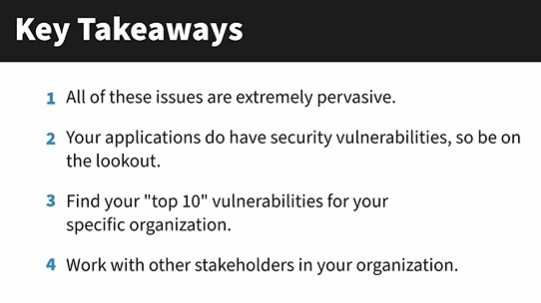 Key Takeaways
1 All of these issues are extremely pervasive.
2 Your applications do have security vulnerabilities, so be on
the lookout.
3 Find your "top 10" vulnerabilities for your
specific organization.
4 Work with other stakeholders in your organization.